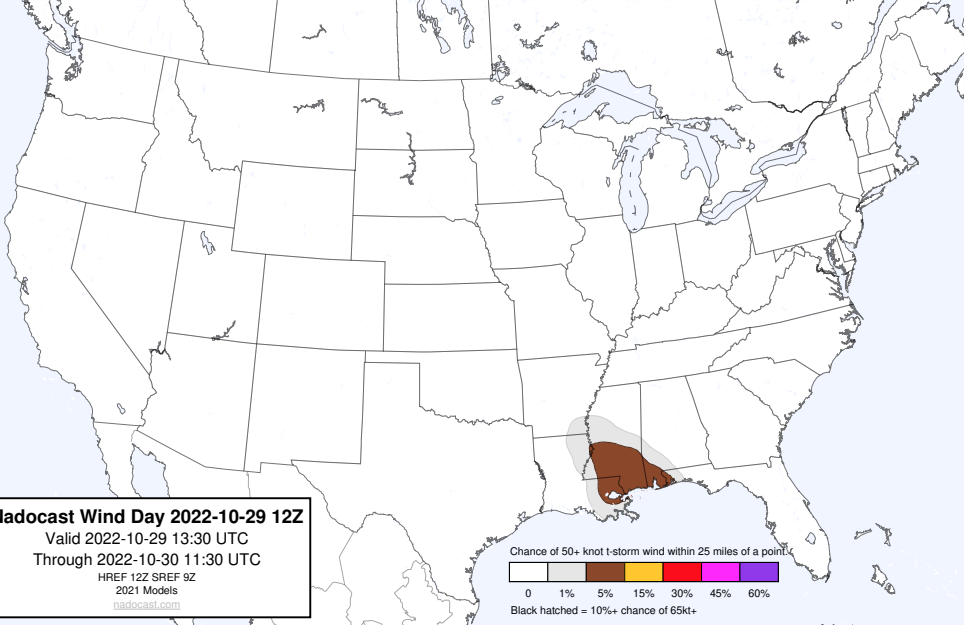 Nadocast Wind Day 2022-10-29 12Z
Valid 2022-10-29 13:30 UTC
Through 2022-10-30 11:30 UTC
HREF 12Z SREF 9Z
2021 Models
nadocast.com
Chance of 50+ knot t-storm wind within 25 miles of a point.
0 1% 5% 15% 30% 45% 60%
Black hatched = 10%+ chance of 65kt+